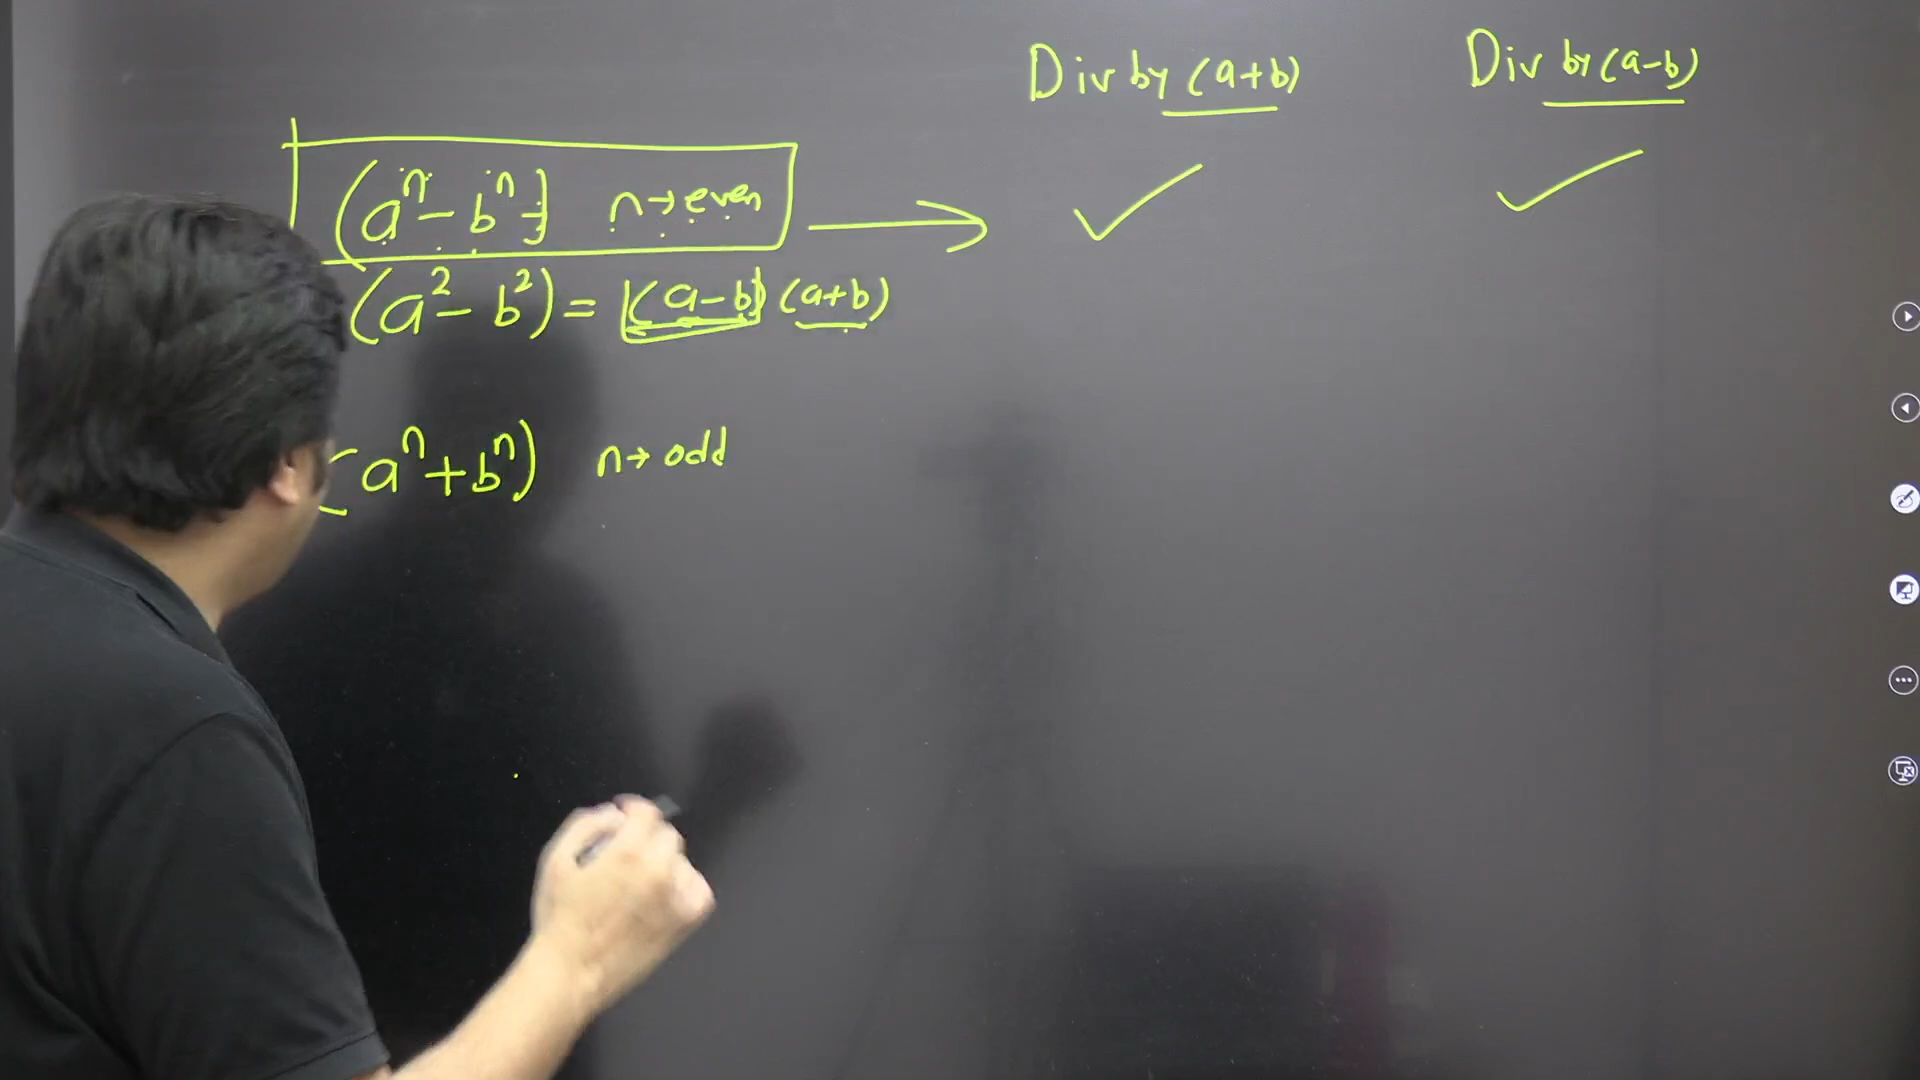 Div by (a+b) Div by (a-b)
(aⁿ - bⁿ) n → even → ✓ ✓
(a² - b²) = (a-b) (a+b)
(aⁿ + bⁿ) n → odd